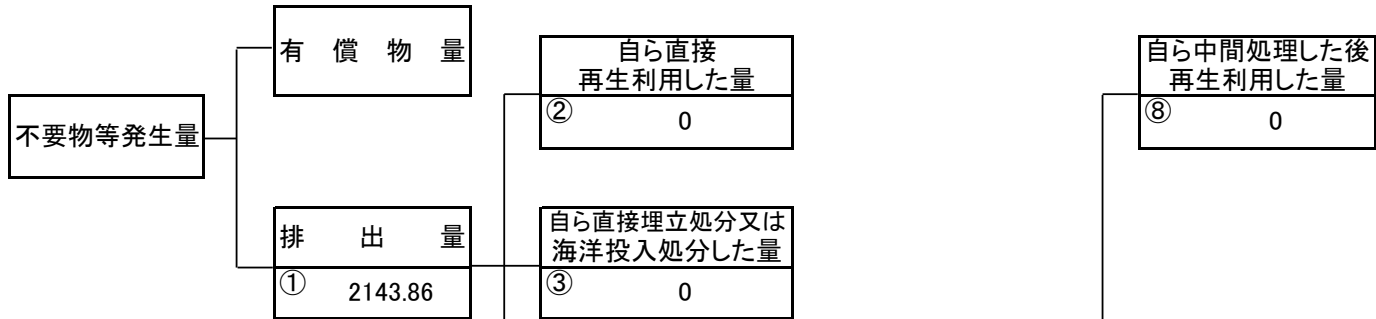 有償物量
自ら直接
再生利用した量
② 0
自ら中間処理した後
再生利用した量
⑧ 0
不要物等発生量
排出量
① 2143.86
自ら直接埋立処分又は
海洋投入処分した量
③ 0